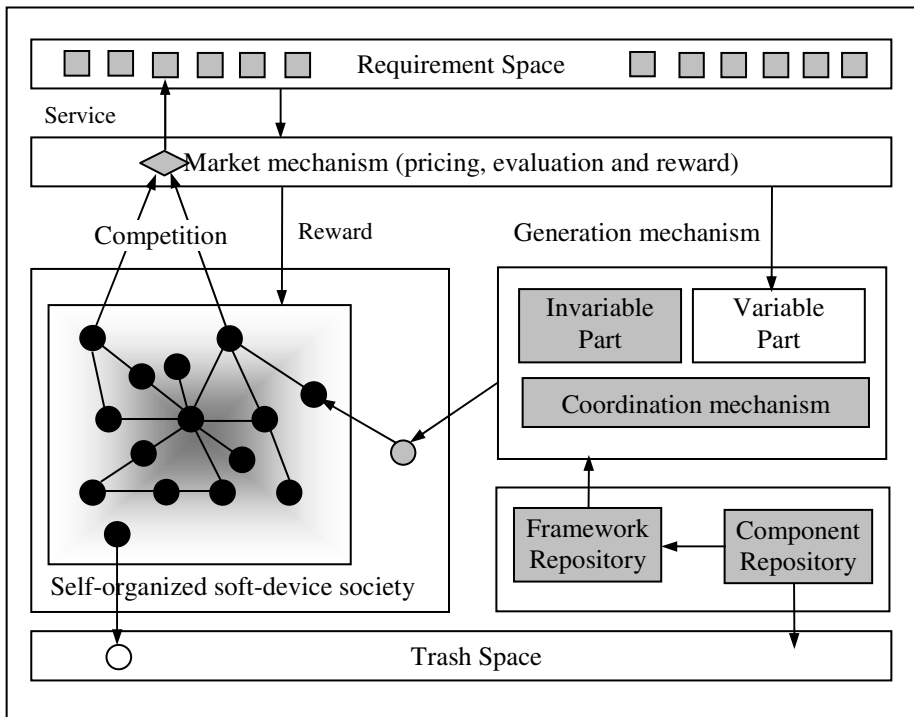 Requirement Space
Service
Market mechanism (pricing, evaluation and reward)
Competition
Reward
Generation mechanism
Invariable
Part
Variable
Part
Coordination mechanism
Framework
Repository
Component
Repository
Self-organized soft-device society
Trash Space